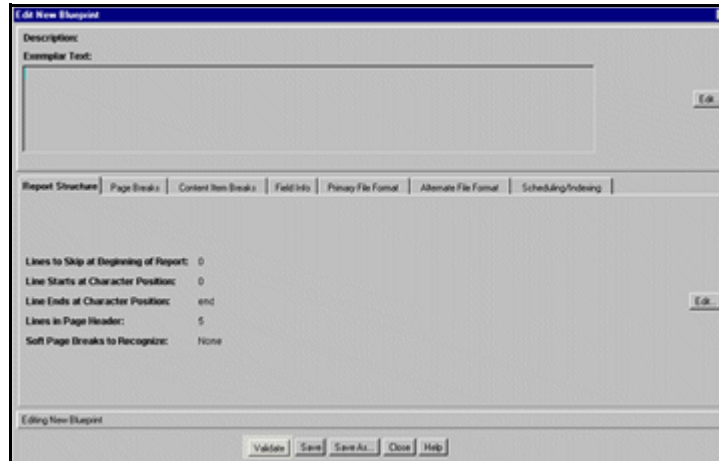 Edit New Blueprint
Description:
Exemplar Text:
Edit...
Report Structure Page Breaks Content Item Breaks Field Info Primary File Format Alternate File Format Scheduling/Indexing
Lines to Skip at Beginning of Report: 0
Line Starts at Character Position: 0
Line Ends at Character Position: end
Edit...
Lines in Page Header: 5
Soft Page Breaks to Recognize: None
Editing New Blueprint
Validate Save Save As... Close Help